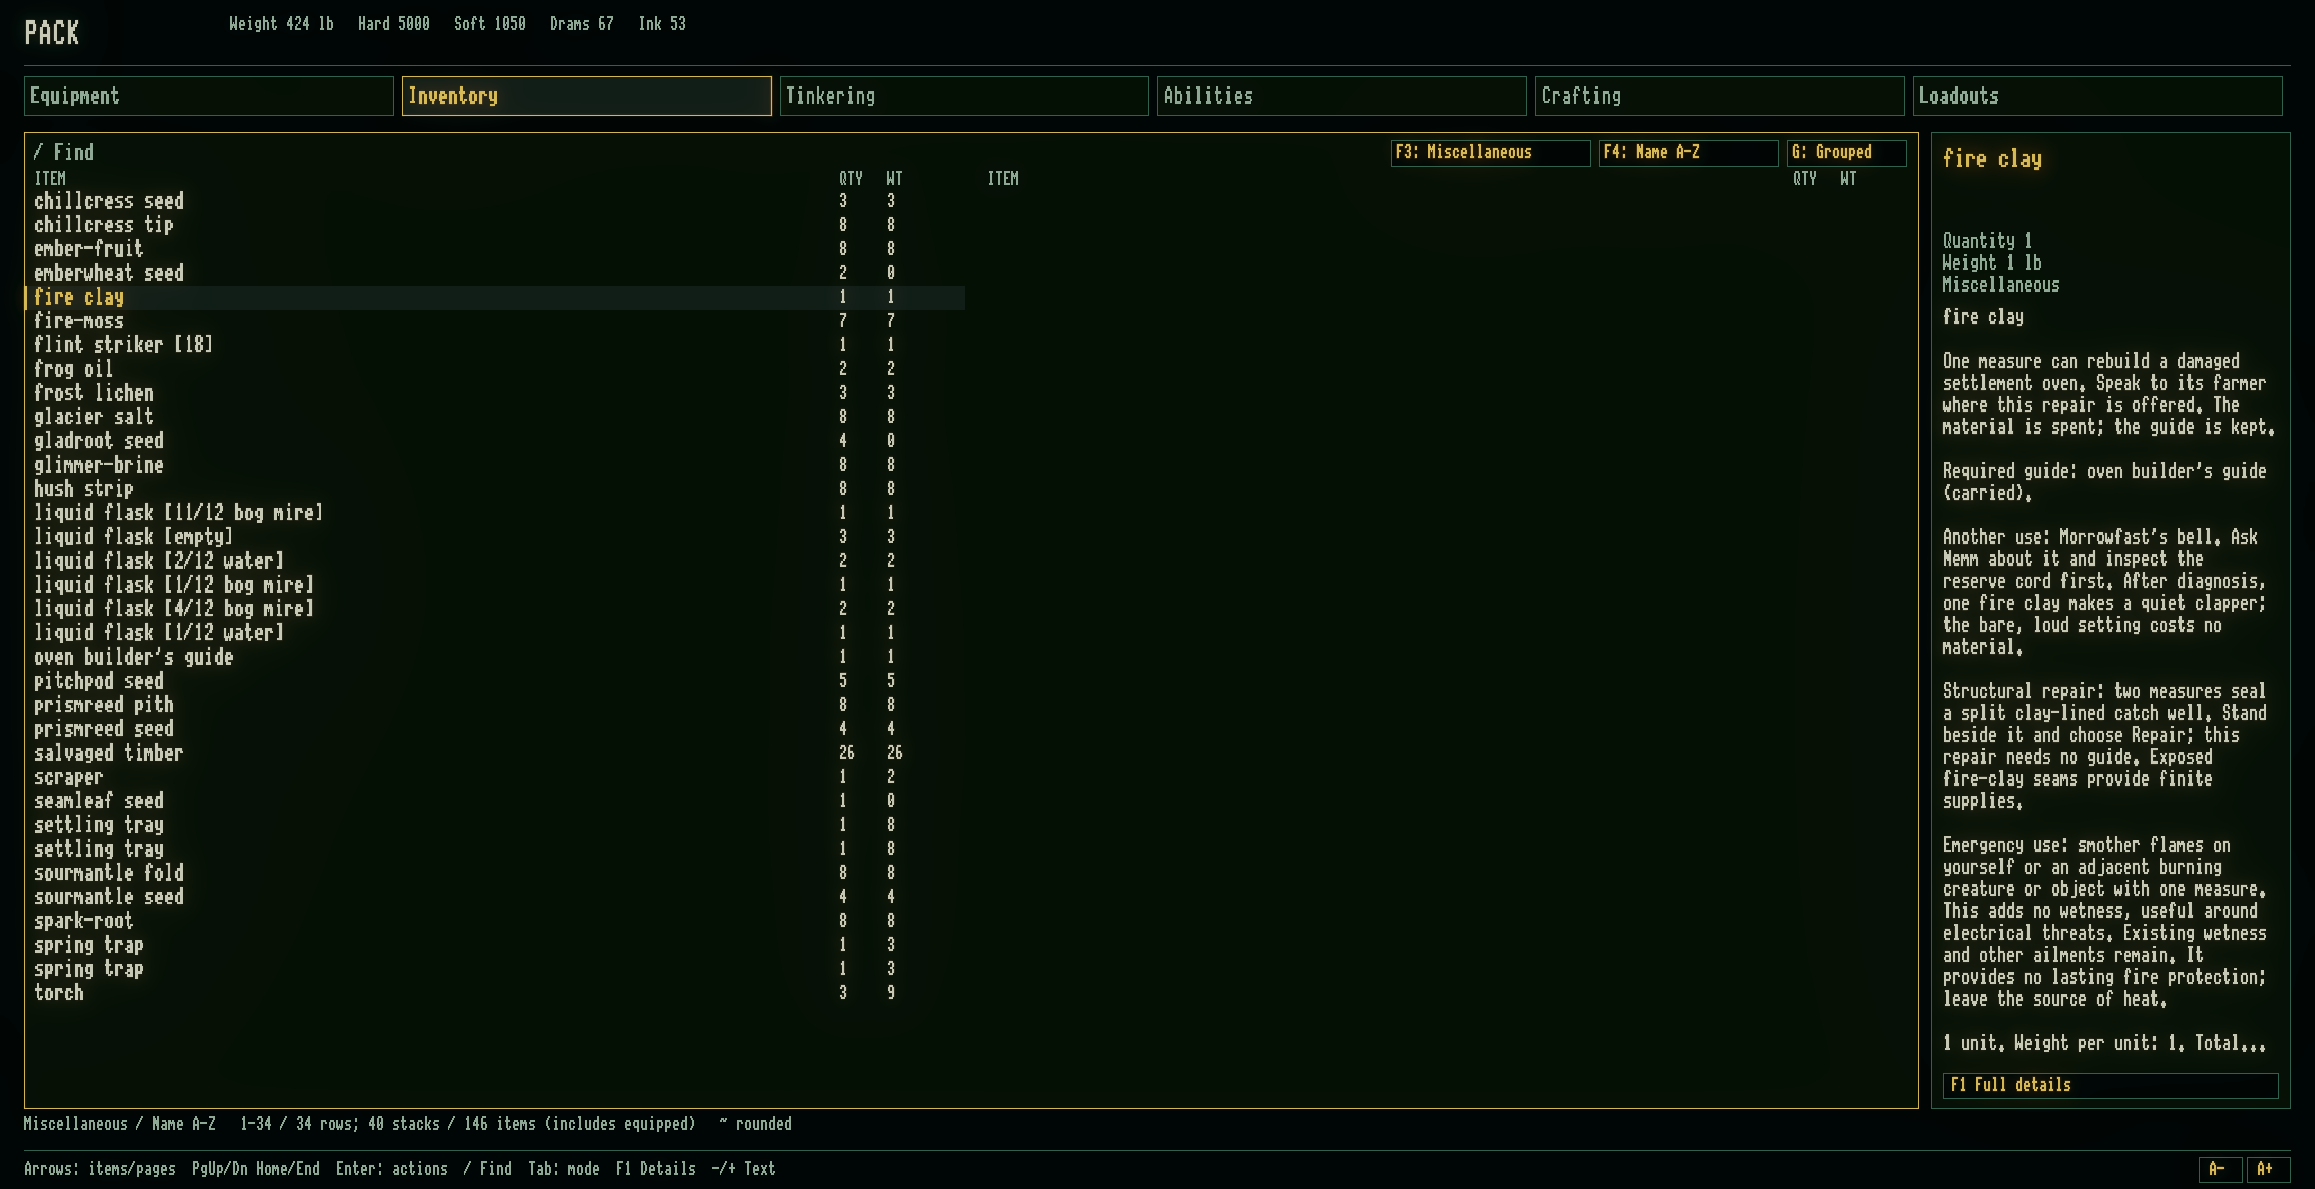 PACK Weight 424 lb Hard 5000 Soft 1050 Drams 67 Ink 53
Equipment Inventory Tinkering Abilities Crafting Loadouts
/ Find F3: Miscellaneous F4: Name A-Z G: Grouped
ITEM QTY WT ITEM QTY WT
chillcress seed 3 3
chillcress tip 8 8
ember-fruit 8 8
emberwheat seed 2 0
fire clay 1 1
fire-moss 7 7
flint striker [18] 1 1
frog oil 2 2
frost lichen 3 3
glacier salt 8 8
gladroot seed 4 0
glimmer-brine 8 8
hush strip 8 8
liquid flask [11/12 bog mire] 1 1
liquid flask [empty] 3 3
liquid flask [2/12 water] 2 2
liquid flask [1/12 bog mire] 1 1
liquid flask [4/12 bog mire] 2 2
liquid flask [1/12 water] 1 1
oven builder's guide 1 1
pitchpod seed 5 5
prismreed pith 8 8
prismreed seed 4 4
salvaged timber 26 26
scraper 1 2
seamleaf seed 1 0
settling tray 1 8
settling tray 1 8
sourmantle fold 8 8
sourmantle seed 4 4
spark-root 8 8
spring trap 1 3
spring trap 1 3
torch 3 9
fire clay
Quantity 1
Weight 1 lb
Miscellaneous
fire clay
One measure can rebuild a damaged
settlement oven. Speak to its farmer
where this repair is offered. The
material is spent; the guide is kept.
Required guide: oven builder's guide
(carried).
Another use: Morrowfast's bell. Ask
Nemm about it and inspect the
reserve cord first. After diagnosis,
one fire clay makes a quiet clapper;
the bare, loud setting costs no
material.
Structural repair: two measures seal
a split clay-lined catch well. Stand
beside it and choose Repair; this
repair needs no guide. Exposed
fire-clay seams provide finite
supplies.
Emergency use: smother flames on
yourself or an adjacent burning
creature or object with one measure.
This adds no wetness, useful around
electrical threats. Existing wetness
and other ailments remain. It
provides no lasting fire protection;
leave the source of heat.
1 unit. Weight per unit: 1. Total...
F1 Full details
Miscellaneous / Name A-Z 1-34 / 34 rows; 40 stacks / 146 items (includes equipped) ~ rounded
Arrows: items/pages PgUp/Dn Home/End Enter: actions / Find Tab: mode F1 Details -/+ Text A- A+